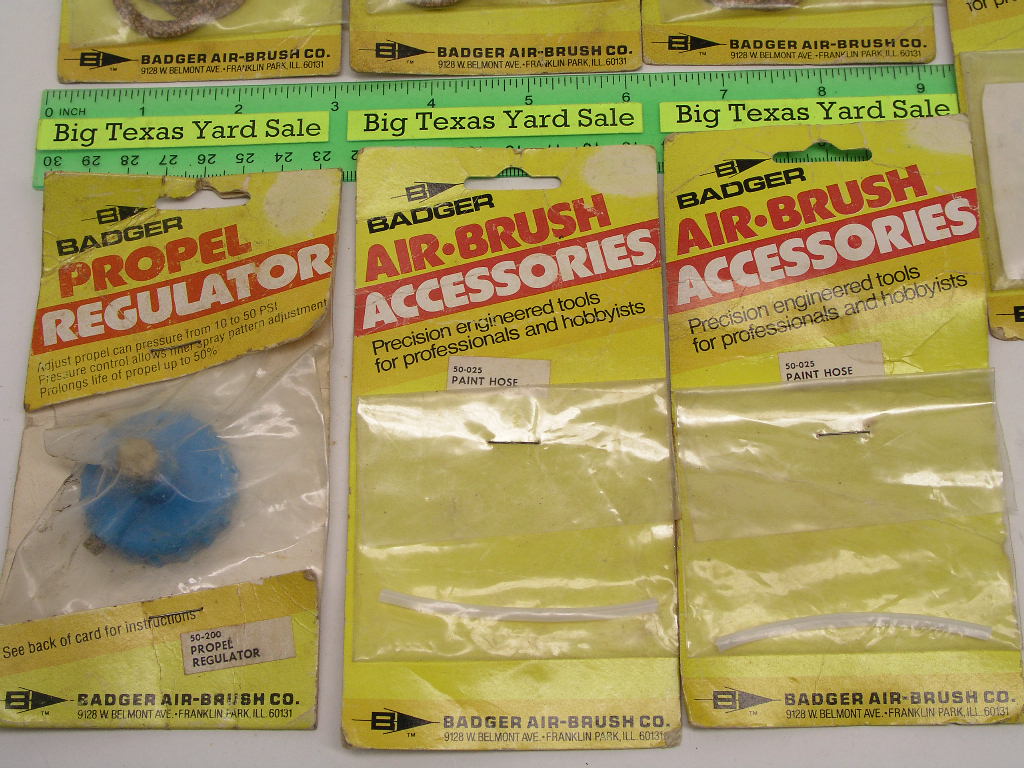 BADGER AIR-BRUSH CO.
9128 W. BELMONT AVE. • FRANKLIN PARK, ILL. 60131
BADGER AIR-BRUSH CO.
9128 W. BELMONT AVE. • FRANKLIN PARK, ILL. 60131
BADGER AIR-BRUSH CO.
9128 W. BELMONT AVE. • FRANKLIN PARK, ILL. 60131
0 INCH 1 2 3 4 5 6 7 8 9
Big Texas Yard Sale
Big Texas Yard Sale
Big Texas Yard Sale
30 29 28 27 26 25 24 23
BADGER
PROPEL
REGULATOR
Adjust propel can pressure from 10 to 50 PSI
Pressure control allows finer spray pattern adjustment
Prolongs life of propel up to 50%
See back of card for instructions
50-200
PROPEL
REGULATOR
BADGER AIR-BRUSH CO.
TM 9128 W. BELMONT AVE. • FRANKLIN PARK, ILL. 60131
BADGER
AIR•BRUSH
ACCESSORIES
Precision engineered tools
for professionals and hobbyists
50-025
PAINT HOSE
BADGER AIR-BRUSH CO.
TM 9128 W. BELMONT AVE. • FRANKLIN PARK, ILL. 60131
BADGER
AIR•BRUSH
ACCESSORIES
Precision engineered tools
for professionals and hobbyists
50-025
PAINT HOSE
BADGER AIR-BRUSH CO.
TM 9128 W. BELMONT AVE. • FRANKLIN PARK, ILL. 60131